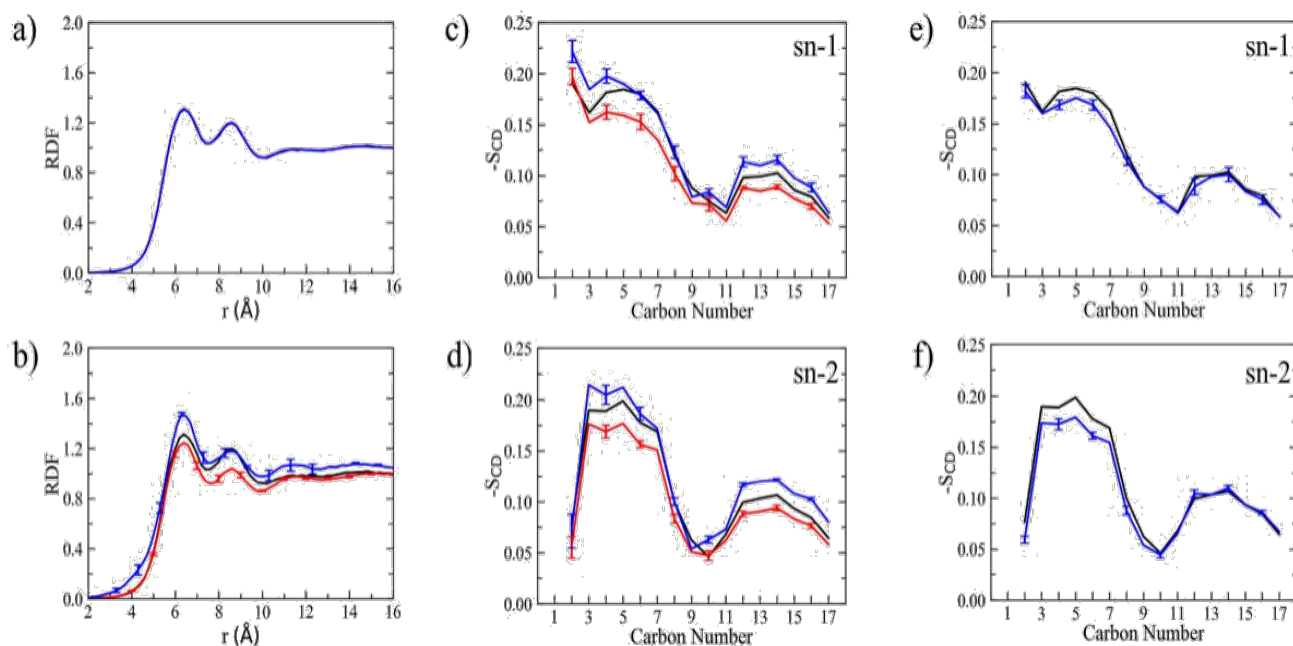 a)
2.0
1.6
1.2
0.8
0.4
0.0
RDF
2 4 6 8 10 12 14 16
r (Å)
b)
2.0
1.6
1.2
0.8
0.4
0.0
RDF
2 4 6 8 10 12 14 16
r (Å)
c)
sn-1
0.25
0.20
0.15
0.10
0.05
0.00
-SCD
1 3 5 7 9 11 13 15 17
Carbon Number
d)
sn-2
0.25
0.20
0.15
0.10
0.05
0.00
-SCD
1 3 5 7 9 11 13 15 17
Carbon Number
e)
sn-1
0.25
0.20
0.15
0.10
0.05
0.00
-SCD
1 3 5 7 9 11 13 15 17
Carbon Number
f)
sn-2
0.25
0.20
0.15
0.10
0.05
0.00
-SCD
1 3 5 7 9 11 13 15 17
Carbon Number